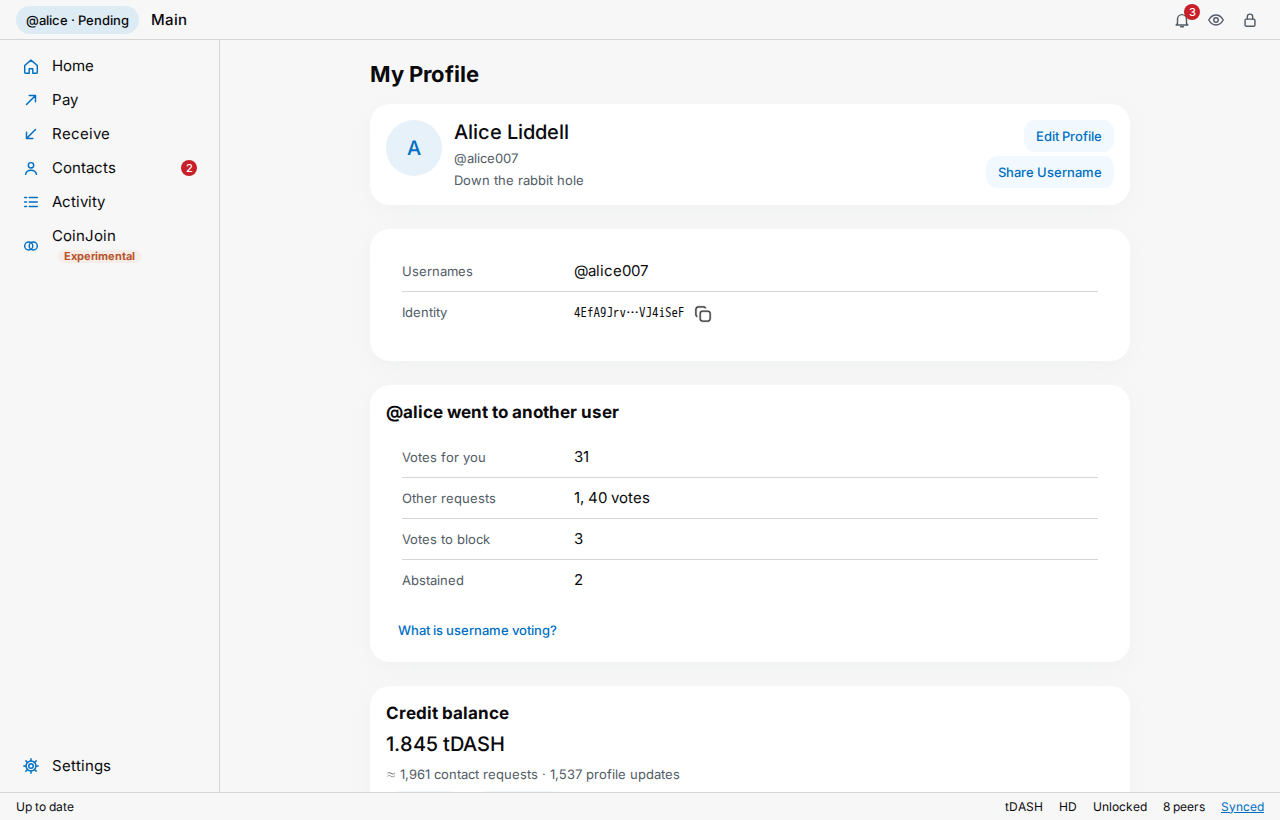 @alice · Pending Main 3
Home
Pay
Receive
Contacts 2
Activity
CoinJoin
Experimental
Settings
My Profile
A
Alice Liddell
@alice007
Down the rabbit hole
Edit Profile
Share Username
Usernames @alice007
Identity 4EfA9Jrv···VJ4iSeF
@alice went to another user
Votes for you 31
Other requests 1, 40 votes
Votes to block 3
Abstained 2
What is username voting?
Credit balance
1.845 tDASH
≈ 1,961 contact requests · 1,537 profile updates
Up to date tDASH HD Unlocked 8 peers Synced